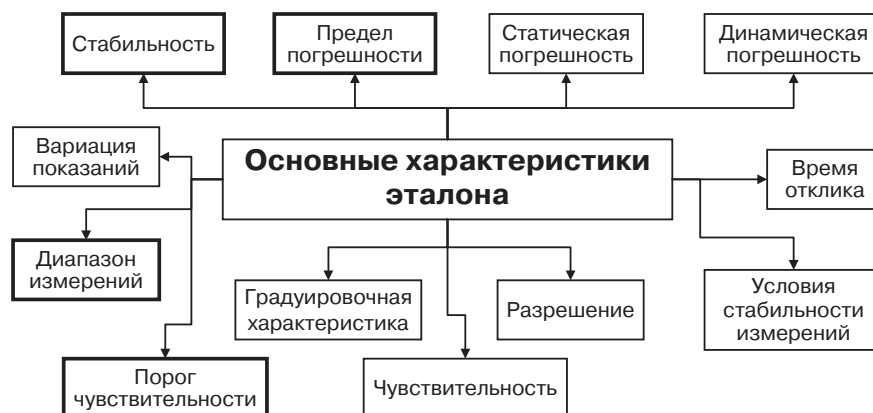 Стабильность
Предел
погрешности
Статическая
погрешность
Динамическая
погрешность
Вариация
показаний
Основные характеристики
эталона
Время
отклика
Диапазон
измерений
Градуировочная
характеристика
Разрешение
Условия
стабильности
измерений
Порог
чувствительности
Чувствительность